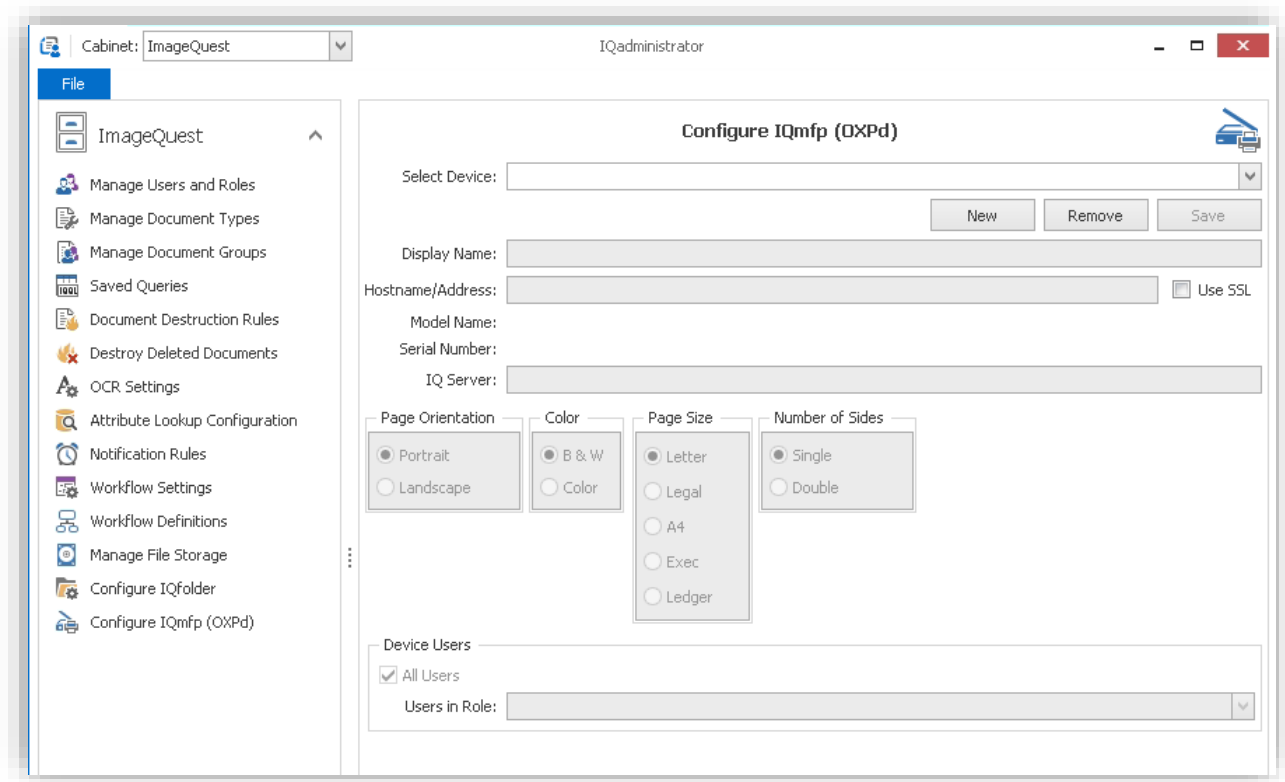 Cabinet: ImageQuest
IQadministrator
File
ImageQuest
Manage Users and Roles
Manage Document Types
Manage Document Groups
Saved Queries
Document Destruction Rules
Destroy Deleted Documents
OCR Settings
Attribute Lookup Configuration
Notification Rules
Workflow Settings
Workflow Definitions
Manage File Storage
Configure IQfolder
Configure IQmfp (OXPd)
Configure IQmfp (OXPd)
Select Device:
New Remove Save
Display Name:
Hostname/Address: Use SSL
Model Name:
Serial Number:
IQ Server:
Page Orientation
Portrait
Landscape
Color
B & W
Color
Page Size
Letter
Legal
A4
Exec
Ledger
Number of Sides
Single
Double
Device Users
All Users
Users in Role: